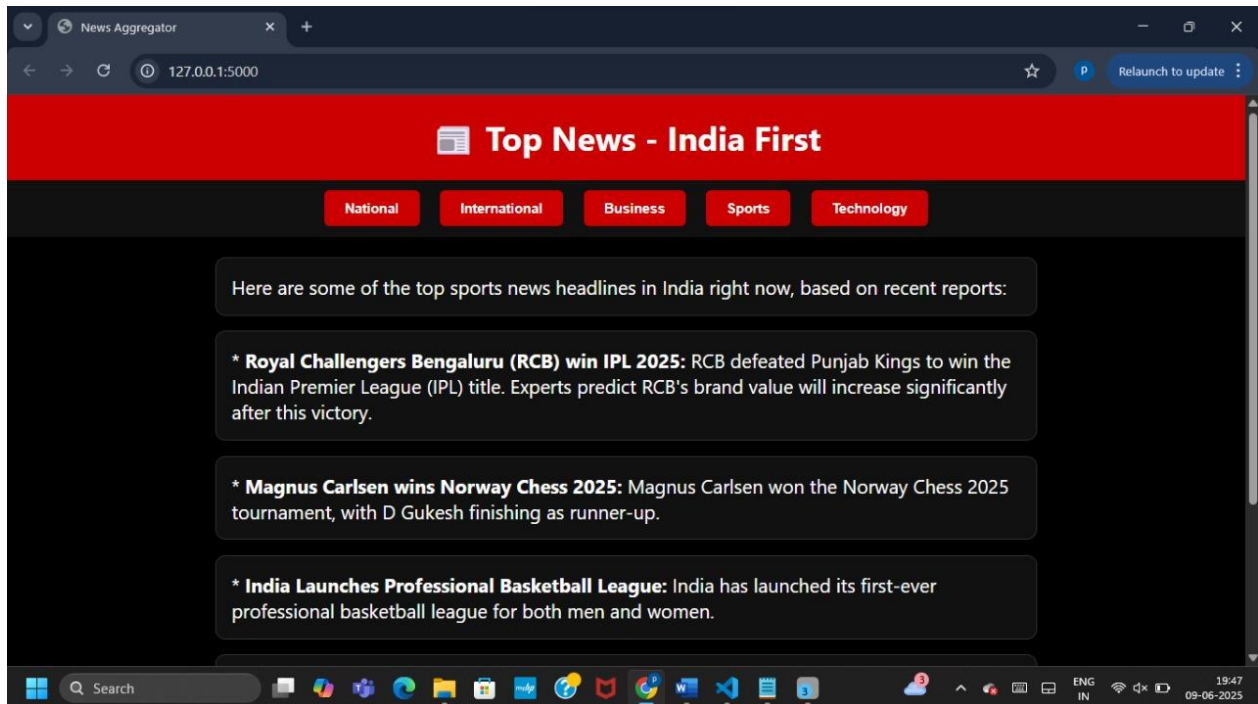 News Aggregator
127.0.0.1:5000
P
Relaunch to update
Top News - India First
National
International
Business
Sports
Technology
Here are some of the top sports news headlines in India right now, based on recent reports:
* Royal Challengers Bengaluru (RCB) win IPL 2025: RCB defeated Punjab Kings to win the
Indian Premier League (IPL) title. Experts predict RCB's brand value will increase significantly
after this victory.
* Magnus Carlsen wins Norway Chess 2025: Magnus Carlsen won the Norway Chess 2025
tournament, with D Gukesh finishing as runner-up.
* India Launches Professional Basketball League: India has launched its first-ever
professional basketball league for both men and women.
Search
3
3
ENG
IN
19:47
09-06-2025